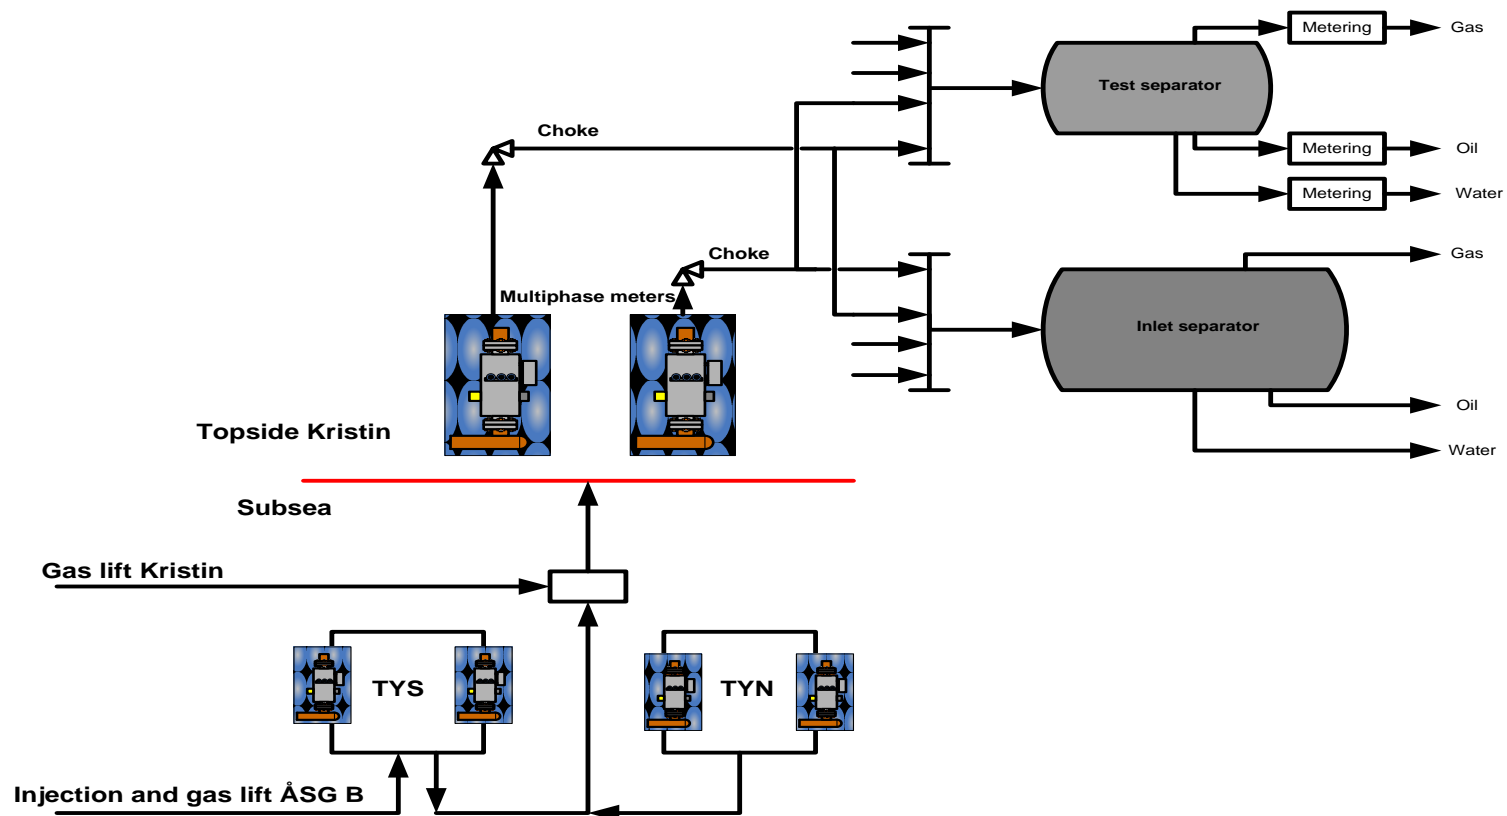 Metering
Gas
Test separator
Choke
Metering
Oil
Metering
Water
Choke
Gas
Multiphase meters
Inlet separator
Oil
Topside Kristin
Water
Subsea
Gas lift Kristin
TYS
TYN
Injection and gas lift ÅSG B